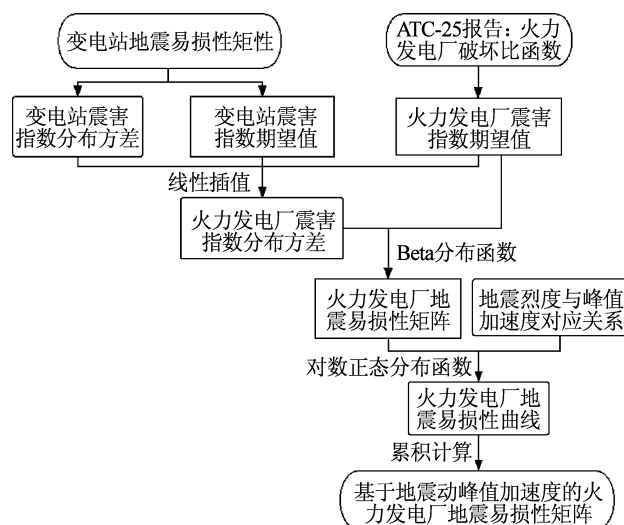 变电站地震易损性矩性
ATC-25报告：火力
发电厂破坏比函数
变电站震害
指数分布方差
变电站震害
指数期望值
火力发电厂震害
指数期望值
线性插值
火力发电厂震害
指数分布方差
Beta分布函数
火力发电厂地
震易损性矩阵
地震烈度与峰值
加速度对应关系
对数正态分布函数
火力发电厂地
震易损性曲线
累积计算
基于地震动峰值加速度的火
力发电厂地震易损性矩阵